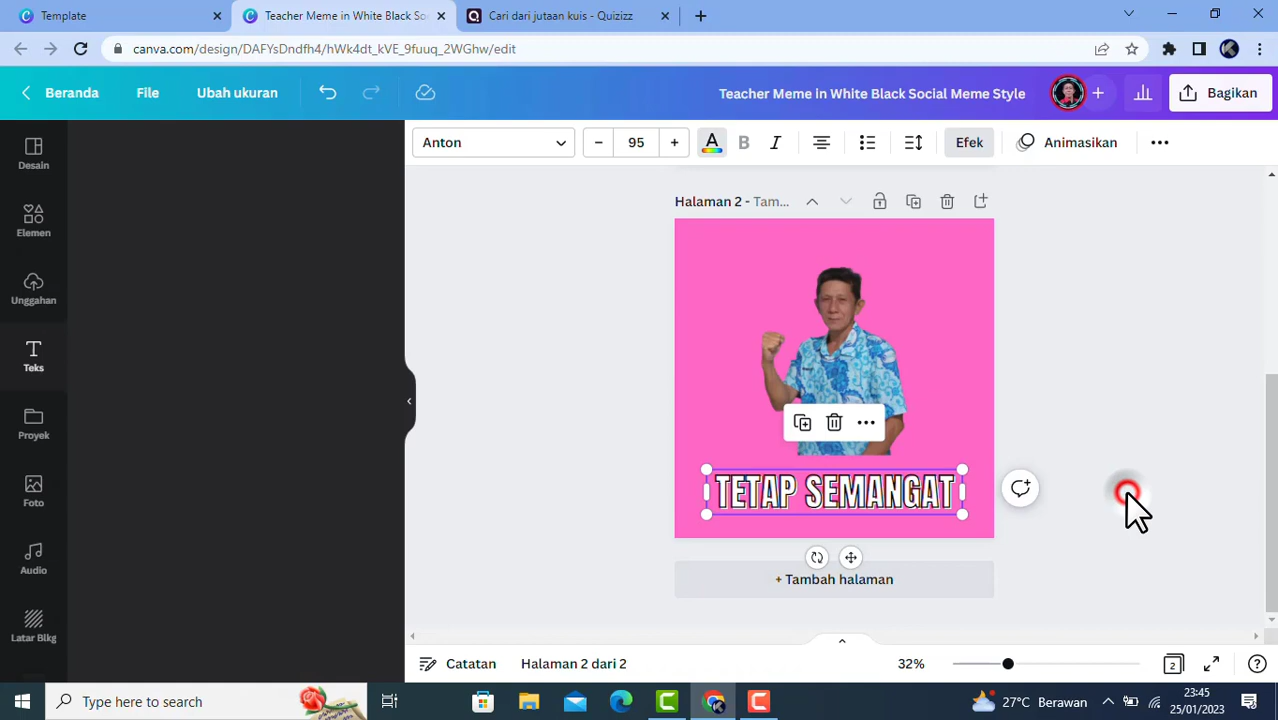 Template
Teacher Meme in White Black So
Cari dari jutaan kuis - Quizizz
canva.com/design/DAFYsDndfh4/hWk4dt_kVE_9fuuq_2WGhw/edit
Beranda
File
Ubah ukuran
Teacher Meme in White Black Social Meme Style
Bagikan
Desain
Elemen
Unggahan
Teks
Proyek
Foto
Audio
Latar Blkg
Anton
95
A
B
I
Efek
Animasikan
Halaman 2 - Tam...
TETAP SEMANGAT
+ Tambah halaman
Catatan
Halaman 2 dari 2
32%
2
Type here to search
27°C Berawan
23:45
25/01/2023